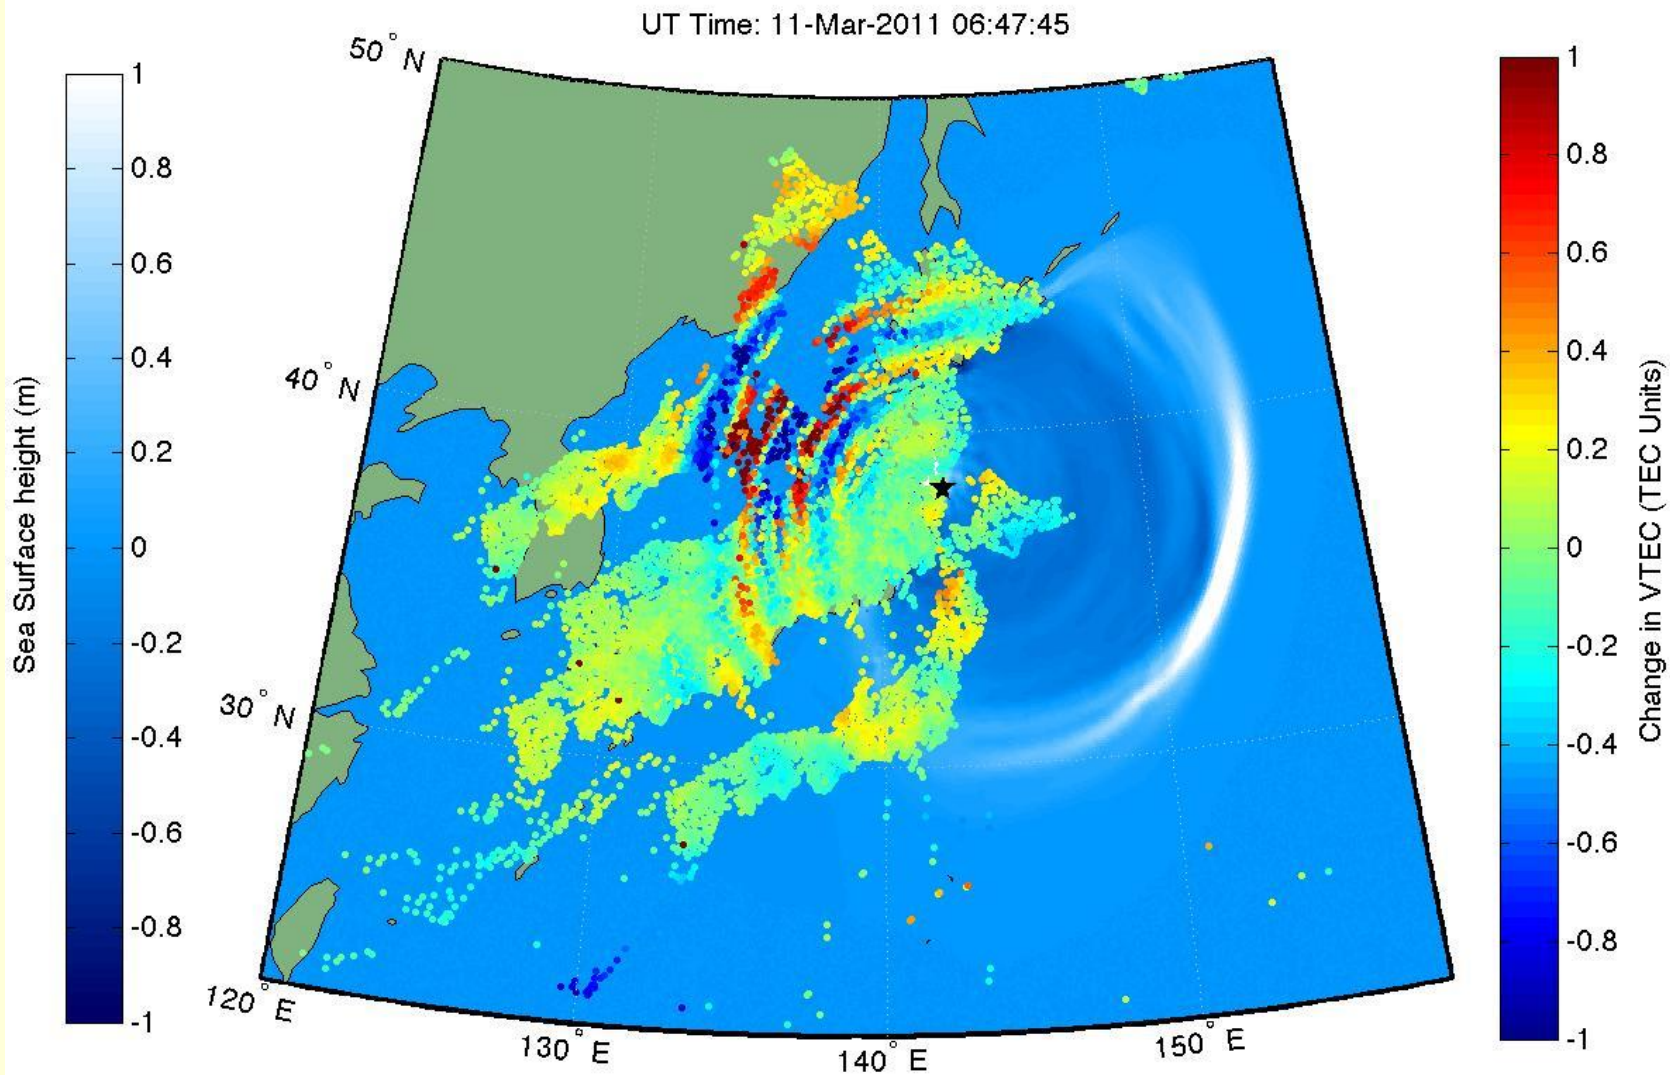 UT Time: 11-Mar-2011 06:47:45
Sea Surface height (m)
1
0.8
0.6
0.4
0.2
0
-0.2
-0.4
-0.6
-0.8
-1
50° N
40° N
30° N
120° E
130° E
140° E
150° E
1
0.8
0.6
0.4
0.2
0
-0.2
-0.4
-0.6
-0.8
-1
Change in VTEC (TEC Units)